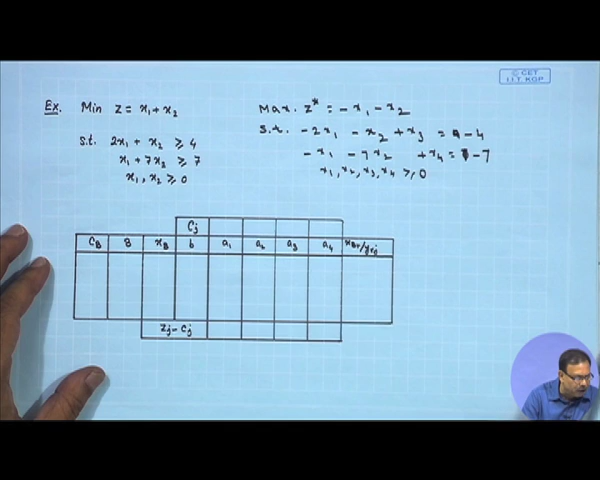 © CET
I.I.T. KGP
Ex. Min Z = x₁ + x₂
s.t. 2x₁ + x₂ ≥ 4
x₁ + 7x₂ ≥ 7
x₁, x₂ ≥ 0
Max. Z* = -x₁ - x₂
s.t. -2x₁ - x₂ + x₃ = -4
-x₁ - 7x₂ + x₄ = -7
x₁, x₂, x₃, x₄ ≥ 0
Cj
CB B xB b a₁ a₂ a₃ a₄ xBr/yrj
Zj - Cj